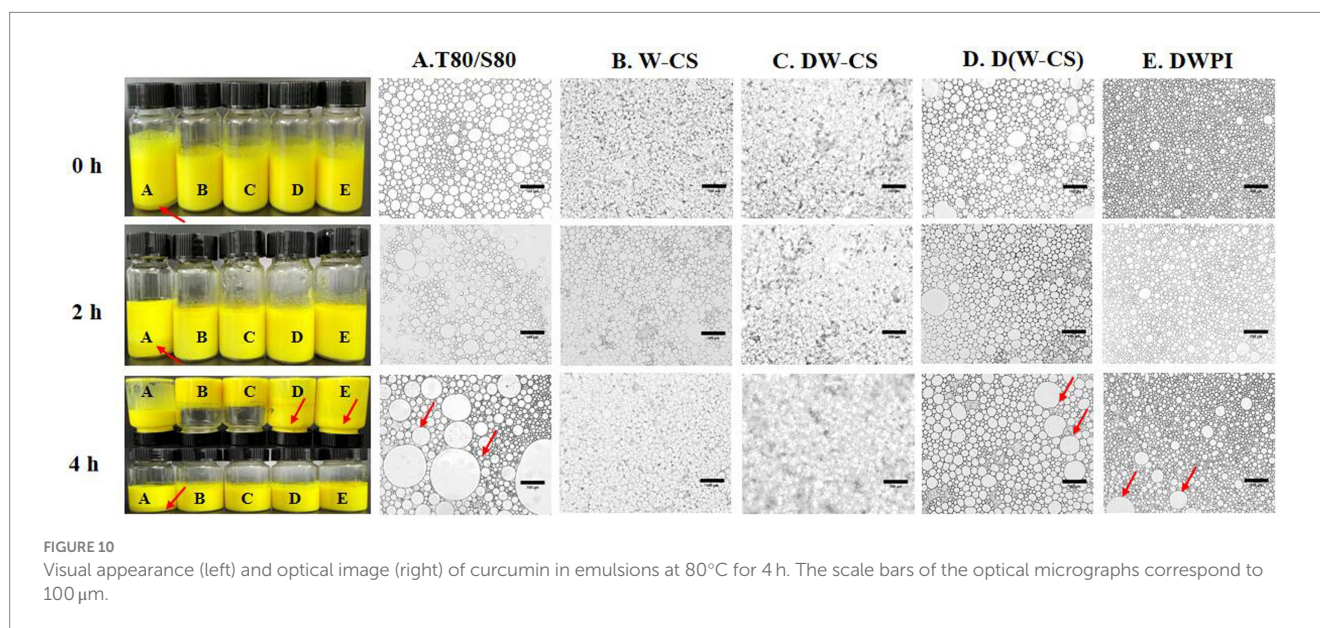 A.T80/S80 B. W-CS C. DW-CS D. D(W-CS) E. DWPI
0 h
A B C D E
2 h
A B C D E
4 h
A B C D E
A B C D E
FIGURE 10
Visual appearance (left) and optical image (right) of curcumin in emulsions at 80°C for 4 h. The scale bars of the optical micrographs correspond to
100 μm.